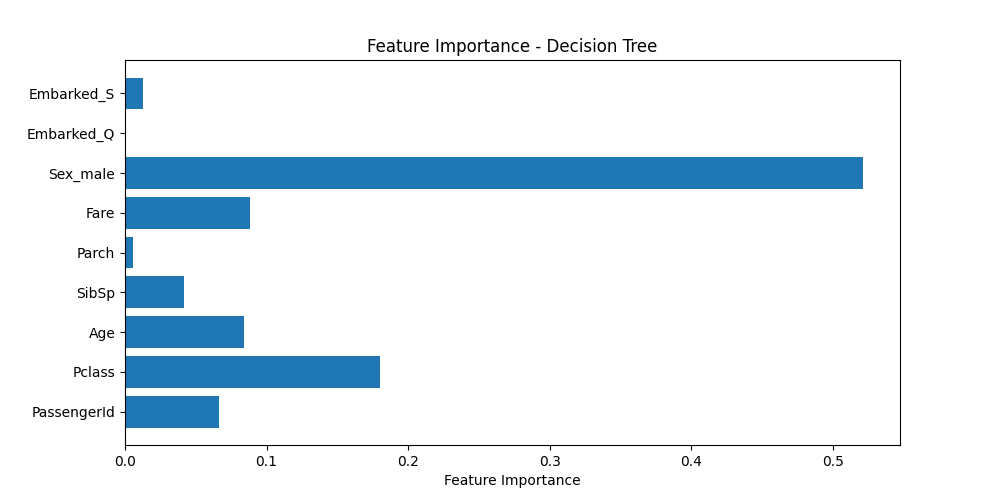 Feature Importance - Decision Tree
Embarked_S
Embarked_Q
Sex_male
Fare
Parch
SibSp
Age
Pclass
PassengerId
0.0 0.1 0.2 0.3 0.4 0.5
Feature Importance